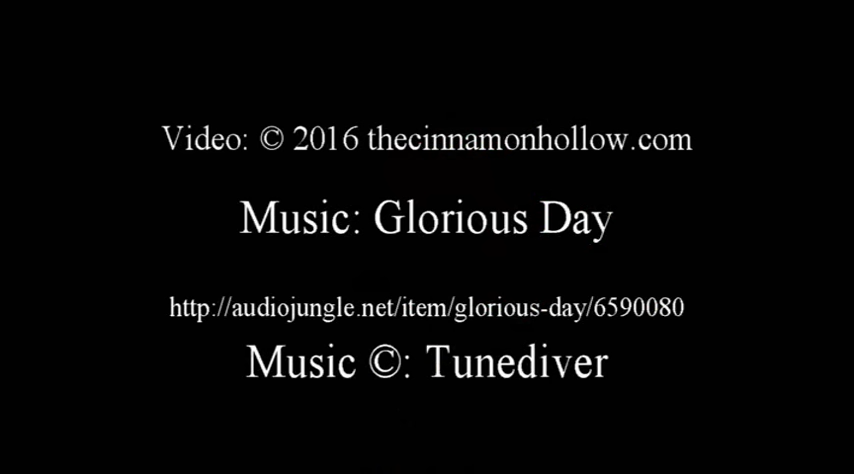 Video: © 2016 thecinnamonhollow.com
Music: Glorious Day
http://audiojungle.net/item/glorious-day/6590080
Music ©: Tunediver